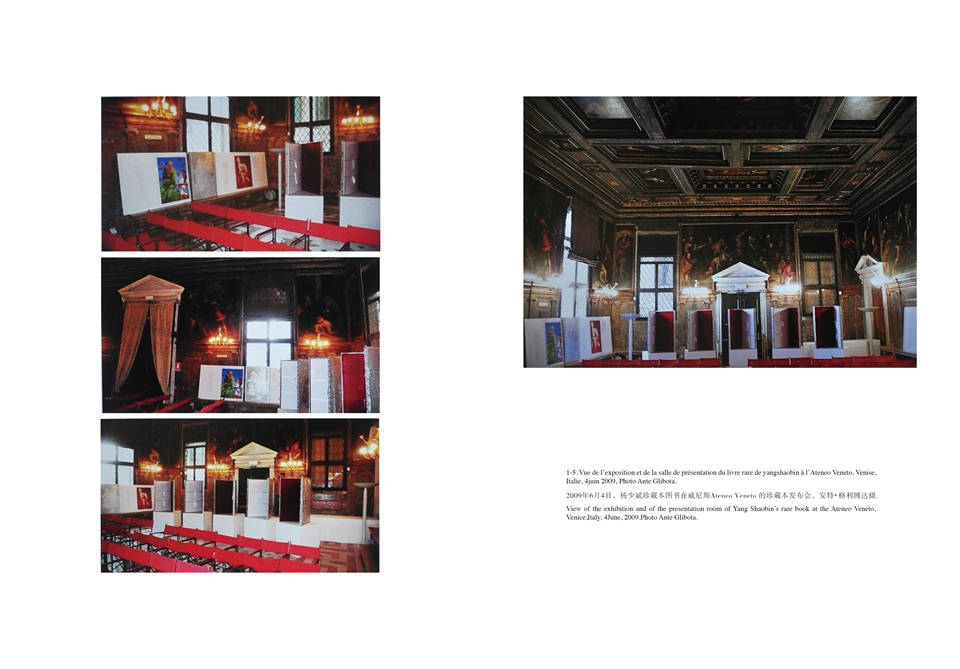 1-5. Vue de l'exposition et de la salle de présentation du livre rare de yangshaobin à l'Ateneo Veneto, Venise,
Italie, 4juin 2009, Photo Ante Glibota.
2009年6月4日，杨少斌珍藏本图书在威尼斯Ateneo Veneto 的珍藏本发布会，安特·格利博达摄.
View of the exhibition and of the presentation room of Yang Shaobin's rare book at the Ateneo Veneto,
Venice,Italy, 4June, 2009.Photo Ante Glibota.